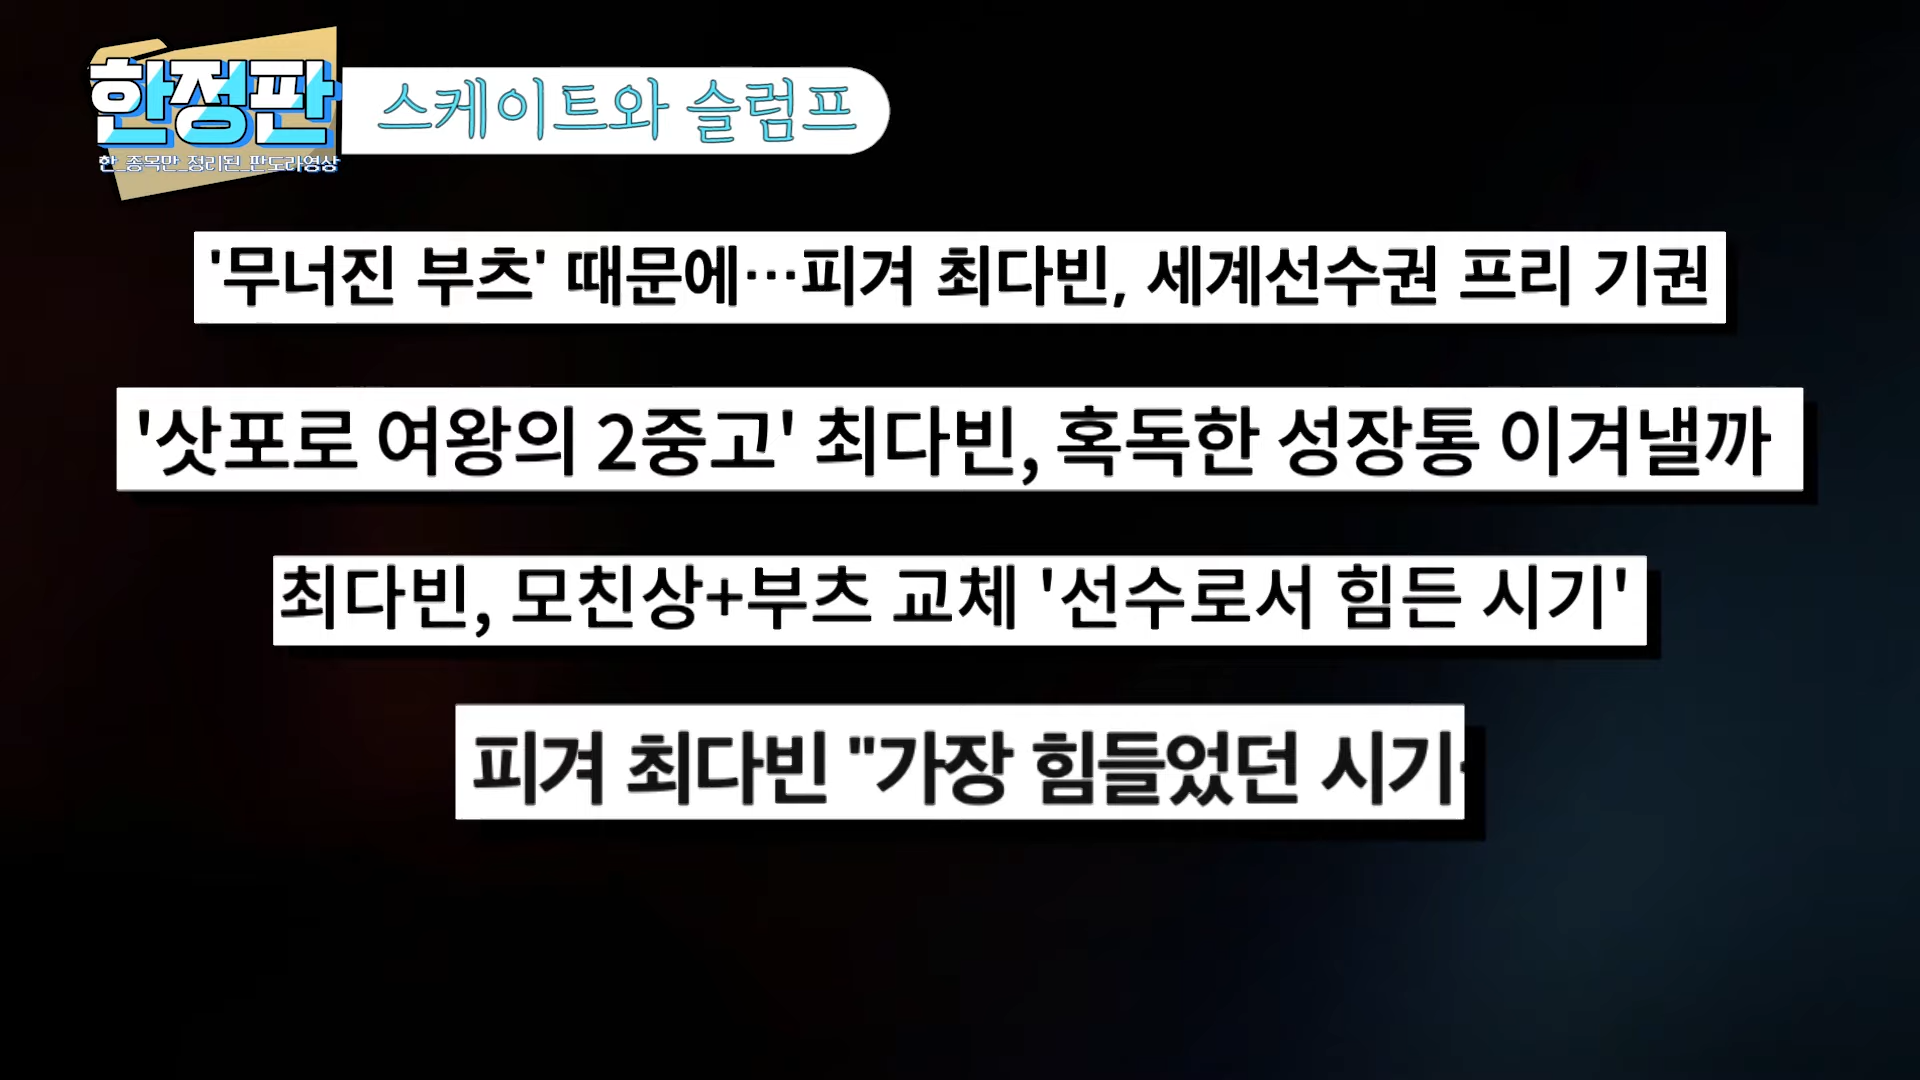 한정판
한_종목만_정리된_판도라영상
스케이트와 슬럼프
'무너진 부츠' 때문에…피겨 최다빈, 세계선수권 프리 기권
'삿포로 여왕의 2중고' 최다빈, 혹독한 성장통 이겨낼까
최다빈, 모친상+부츠 교체 '선수로서 힘든 시기'
피겨 최다빈 "가장 힘들었던 시기